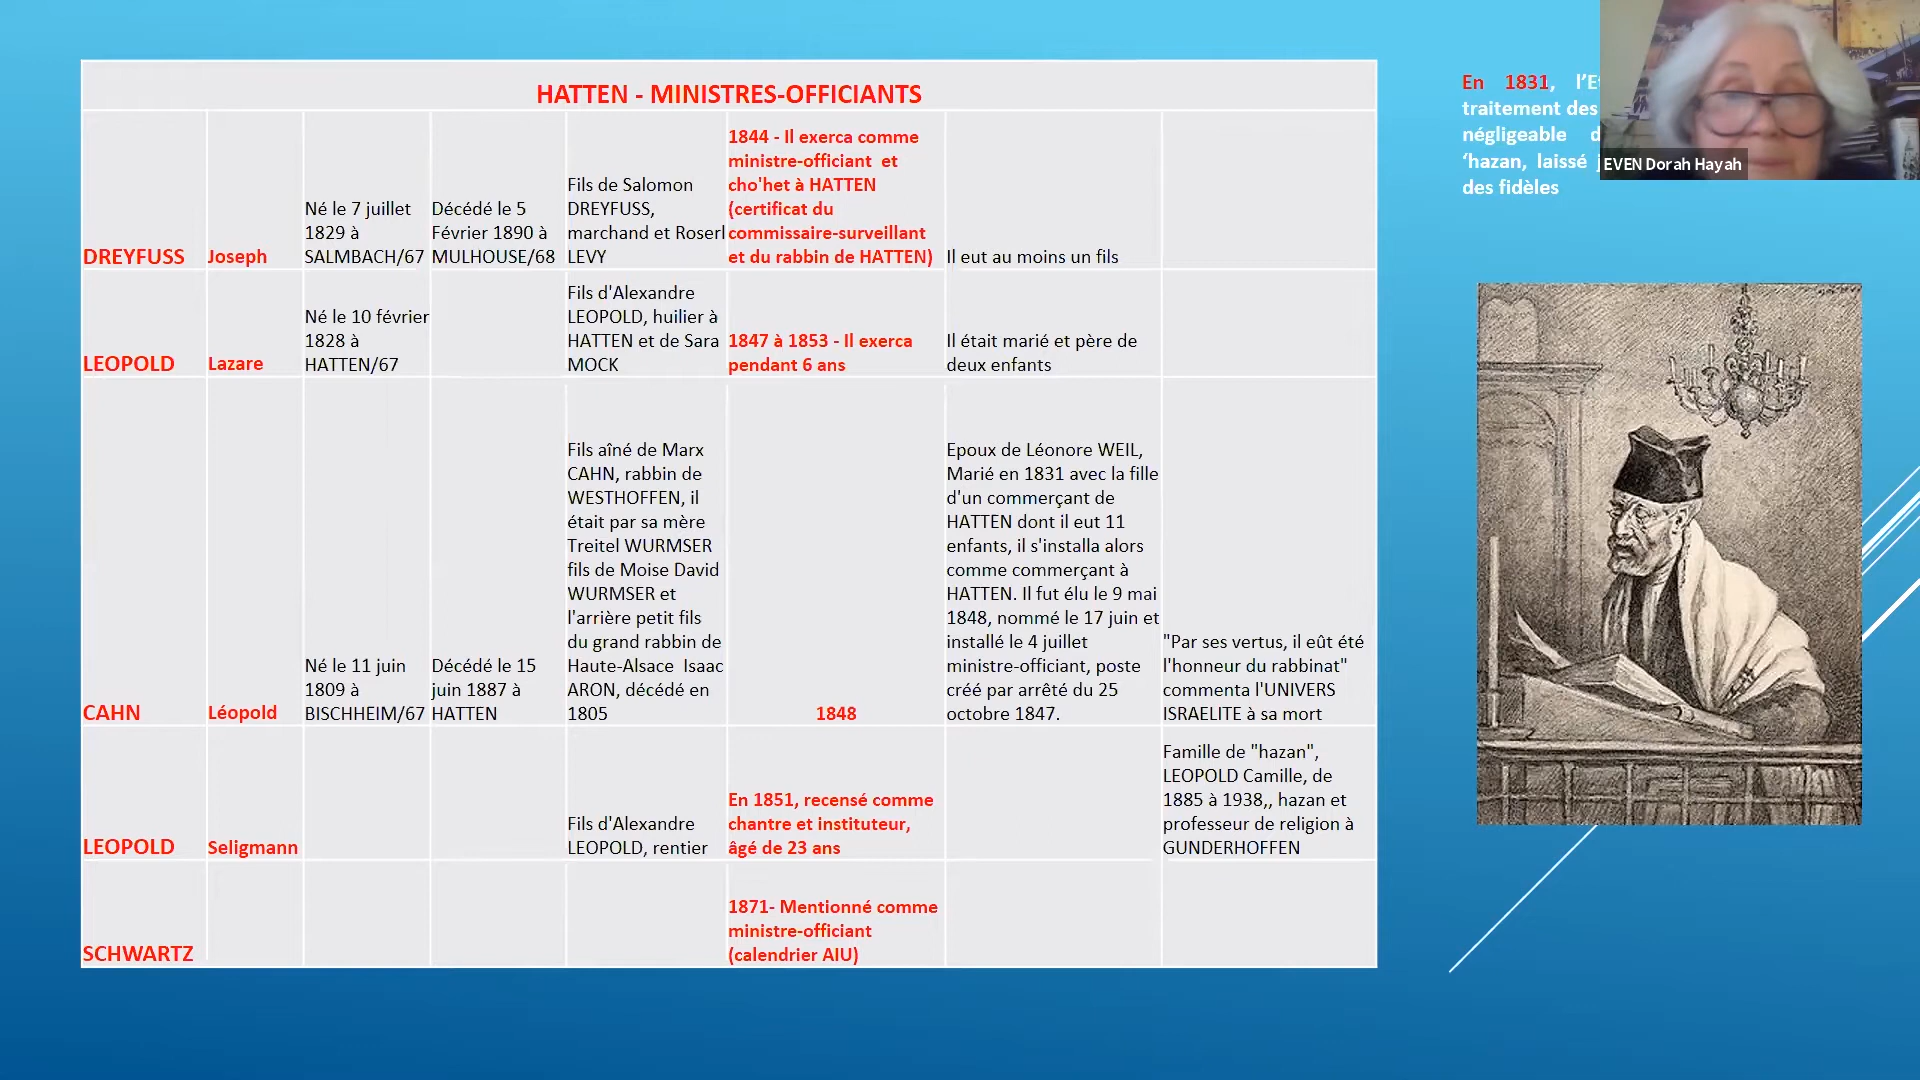 HATTEN - MINISTRES-OFFICIANTS
DREYFUSS
Joseph
Né le 7 juillet
1829 à
SALMBACH/67
Décédé le 5
Février 1890 à
MULHOUSE/68
Fils de Salomon
DREYFUSS,
marchand et Roserl
LEVY
1844 - Il exerca comme
ministre-officiant et
cho'het à HATTEN
(certificat du
commissaire-surveillant
et du rabbin de HATTEN)
Il eut au moins un fils
LEOPOLD
Lazare
Né le 10 février
1828 à
HATTEN/67
Fils d'Alexandre
LEOPOLD, huilier à
HATTEN et de Sara
MOCK
1847 à 1853 - Il exerca
pendant 6 ans
Il était marié et père de
deux enfants
CAHN
Léopold
Né le 11 juin
1809 à
BISCHHEIM/67
Décédé le 15
juin 1887 à
HATTEN
Fils aîné de Marx
CAHN, rabbin de
WESTHOFFEN, il
était par sa mère
Treitel WURMSER
fils de Moise David
WURMSER et
l'arrière petit fils
du grand rabbin de
Haute-Alsace Isaac
ARON, décédé en
1805
1848
Epoux de Léonore WEIL,
Marié en 1831 avec la fille
d'un commerçant de
HATTEN dont il eut 11
enfants, il s'installa alors
comme commerçant à
HATTEN. Il fut élu le 9 mai
1848, nommé le 17 juin et
installé le 4 juillet
ministre-officiant, poste
créé par arrêté du 25
octobre 1847.
"Par ses vertus, il eût été
l'honneur du rabbinat"
commenta l'UNIVERS
ISRAELITE à sa mort
LEOPOLD
Seligmann
Fils d'Alexandre
LEOPOLD, rentier
En 1851, recensé comme
chantre et instituteur,
âgé de 23 ans
Famille de "hazan",
LEOPOLD Camille, de
1885 à 1938,, hazan et
professeur de religion à
GUNDERHOFFEN
SCHWARTZ
1871- Mentionné comme
ministre-officiant
(calendrier AIU)
En 1831,
traitement des
négligeable
‘hazan, laissé
des fidèles
EVEN Dorah Hayah